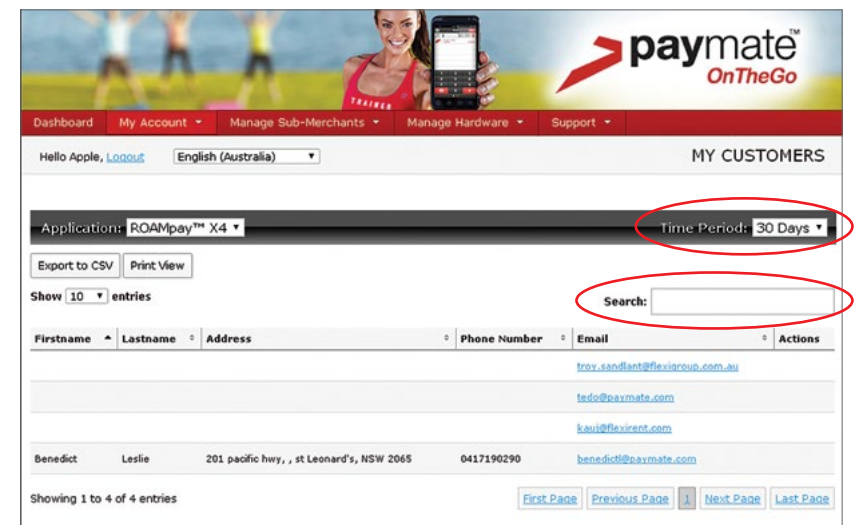 TRAINER
paymate™
OnTheGo
Dashboard My Account Manage Sub-Merchants Manage Hardware Support
Hello Apple, Logout English (Australia) MY CUSTOMERS
Application: ROAMpay™ X4 Time Period: 30 Days
Export to CSV Print View
Show 10 entries
Search:
Firstname Lastname Address Phone Number Email Actions
troy.sandlant@flexigroup.com.au
tedo@paymate.com
kaui@flexirent.com
Benedict Leslie 201 pacific hwy, , st Leonard's, NSW 2065 0417190290 benedictl@paymate.com
Showing 1 to 4 of 4 entries First Page Previous Page 1 Next Page Last Page